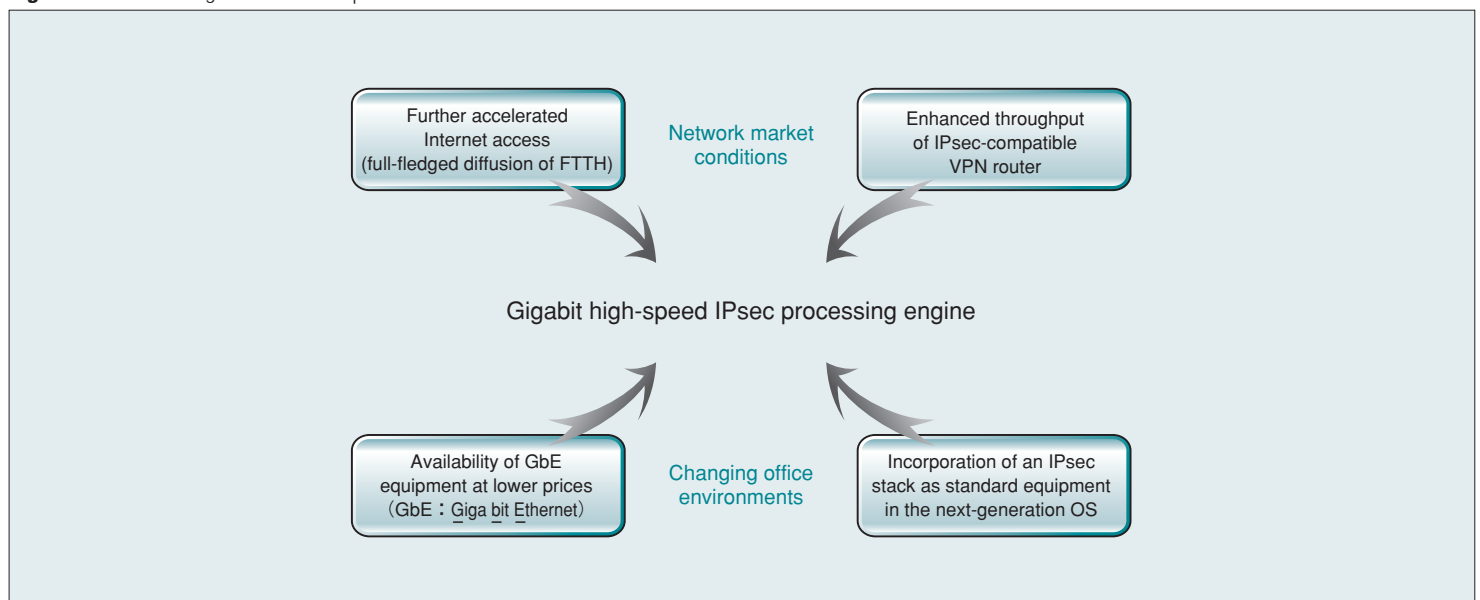 Further accelerated
Internet access
(full-fledged diffusion of FTTH)
Network market
conditions
Enhanced throughput
of IPsec-compatible
VPN router
Gigabit high-speed IPsec processing engine
Availability of GbE
equipment at lower prices
（GbE：Giga bit Ethernet）
Changing office
environments
Incorporation of an IPsec
stack as standard equipment
in the next-generation OS